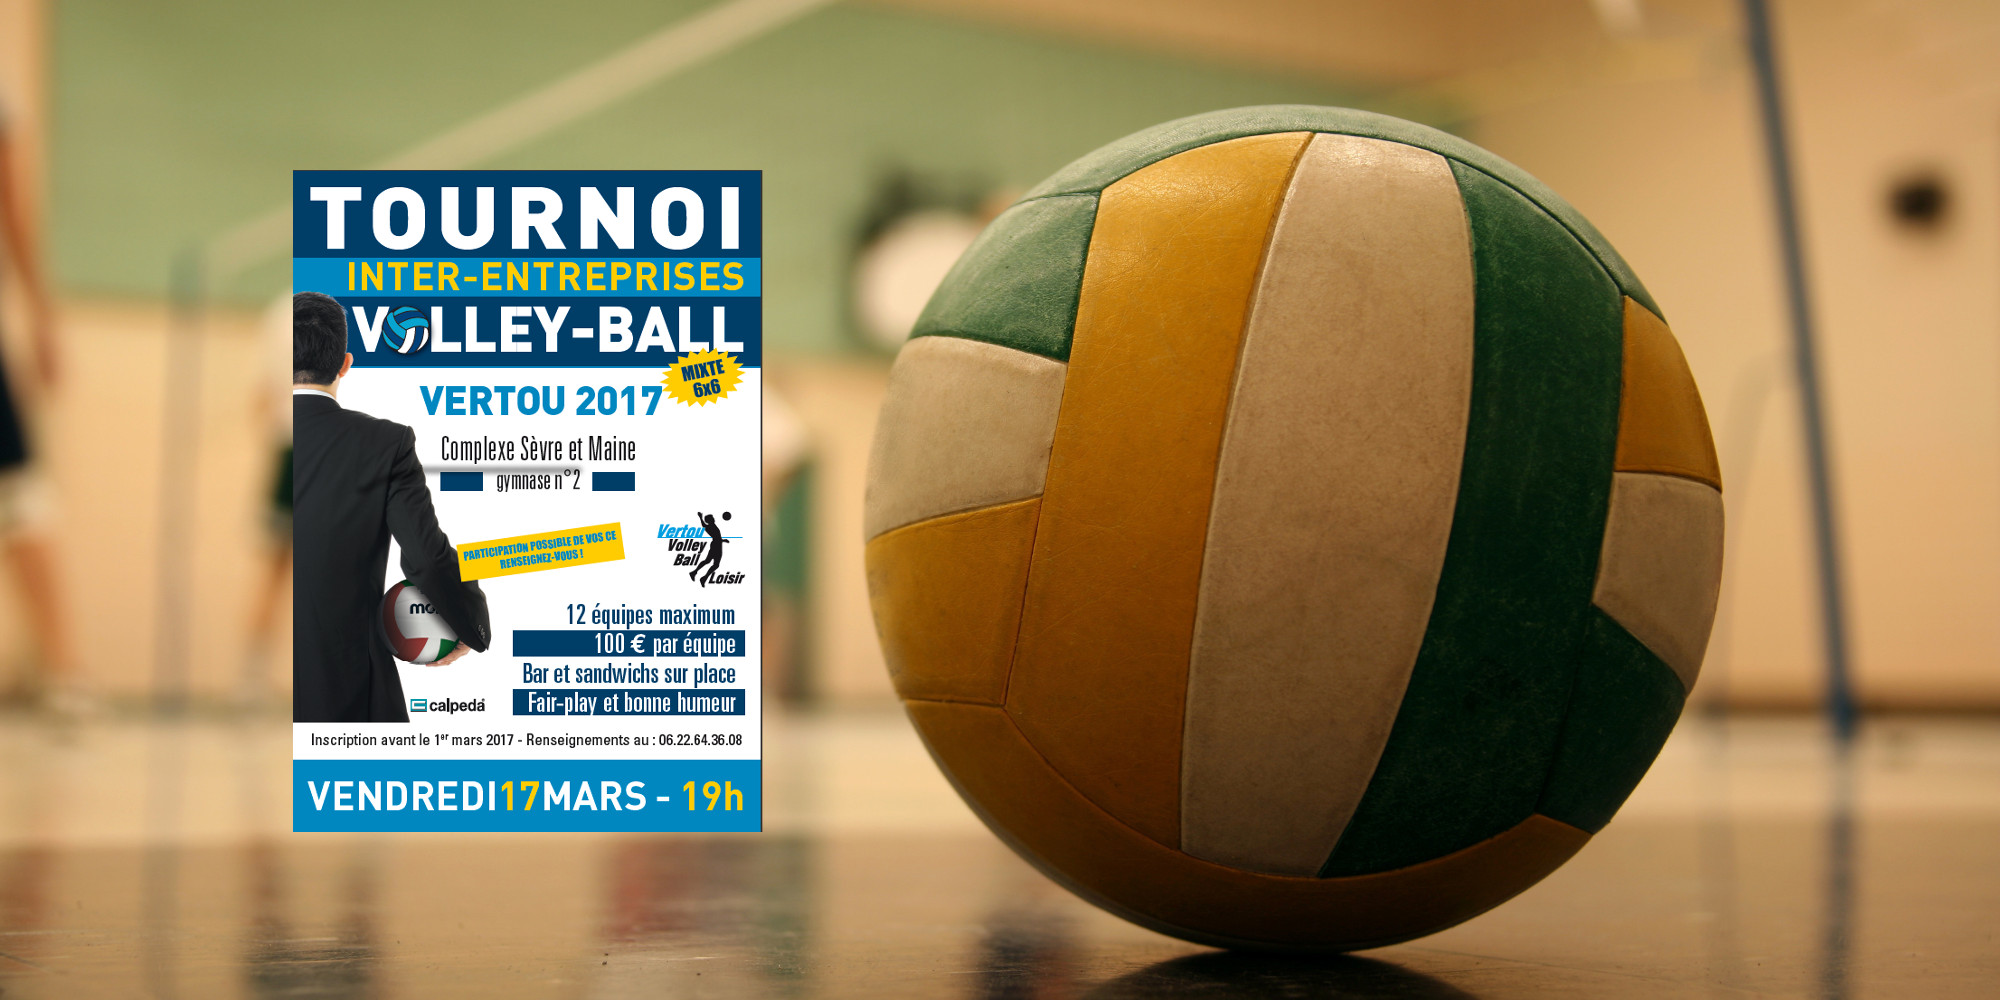 TOURNOI
INTER-ENTREPRISES
VOLLEY-BALL
MIXTE
6x6
VERTOU 2017
Complexe Sèvre et Maine
gymnase n°2
PARTICIPATION POSSIBLE DE VOS CE
RENSEIGNEZ-VOUS !
Vertou
Volley
Ball
Loisir
12 équipes maximum
100 € par équipe
Bar et sandwichs sur place
Fair-play et bonne humeur
calpeda
Inscription avant le 1er mars 2017 - Renseignements au : 06.22.64.36.08
VENDREDI17MARS - 19h